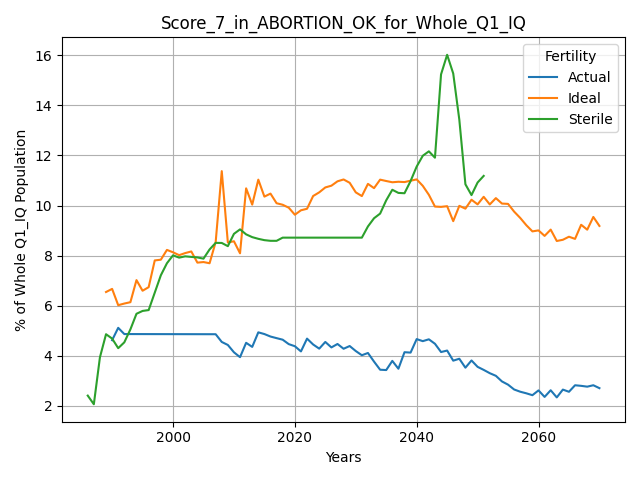 Score_7_in_ABORTION_OK_for_Whole_Q1_IQ
Fertility
Actual
Ideal
Sterile
% of Whole Q1_IQ Population
16
14
12
10
8
6
4
2
2000 2020 2040 2060
Years